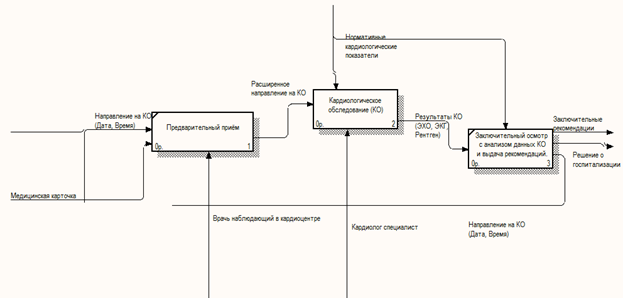 Нормативные
кардиологические
показатели
Расширенное
направление на КО
Кардиологическое
обследование (КО)
0р.
2
Направление на КО
(Дата, Время)
Предварительный приём
0р.
1
Результаты КО
(ЭХО, ЭКГ
Рентген)
Заключительные
рекомендации
Заключительный осмотр
с анализом данных КО
и выдача рекомендаций.
0р.
3
Решение о
госпитализации
Медицинская карточка
Врачь наблюдающий в кардиоцентре
Кардиолог специалист
Направление на КО
(Дата, Время)